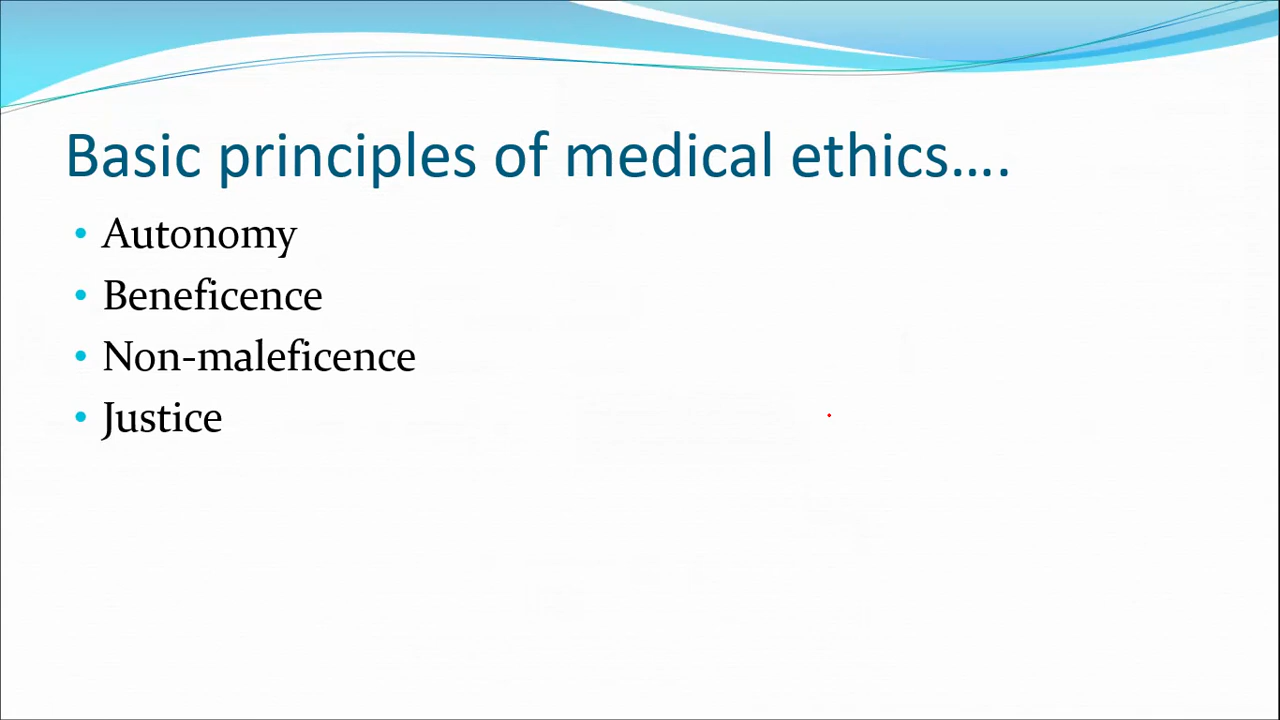 Basic principles of medical ethics....
• Autonomy
• Beneficence
• Non-maleficence
• Justice